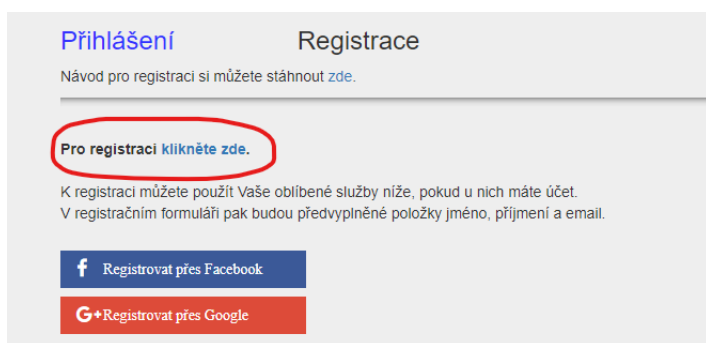 Přihlášení Registrace
Návod pro registraci si můžete stáhnout zde.
Pro registraci klikněte zde.
K registraci můžete použít Vaše oblíbené služby níže, pokud u nich máte účet.
V registračním formuláři pak budou předvyplněné položky jméno, příjmení a email.
f Registrovat přes Facebook
G+Registrovat přes Google